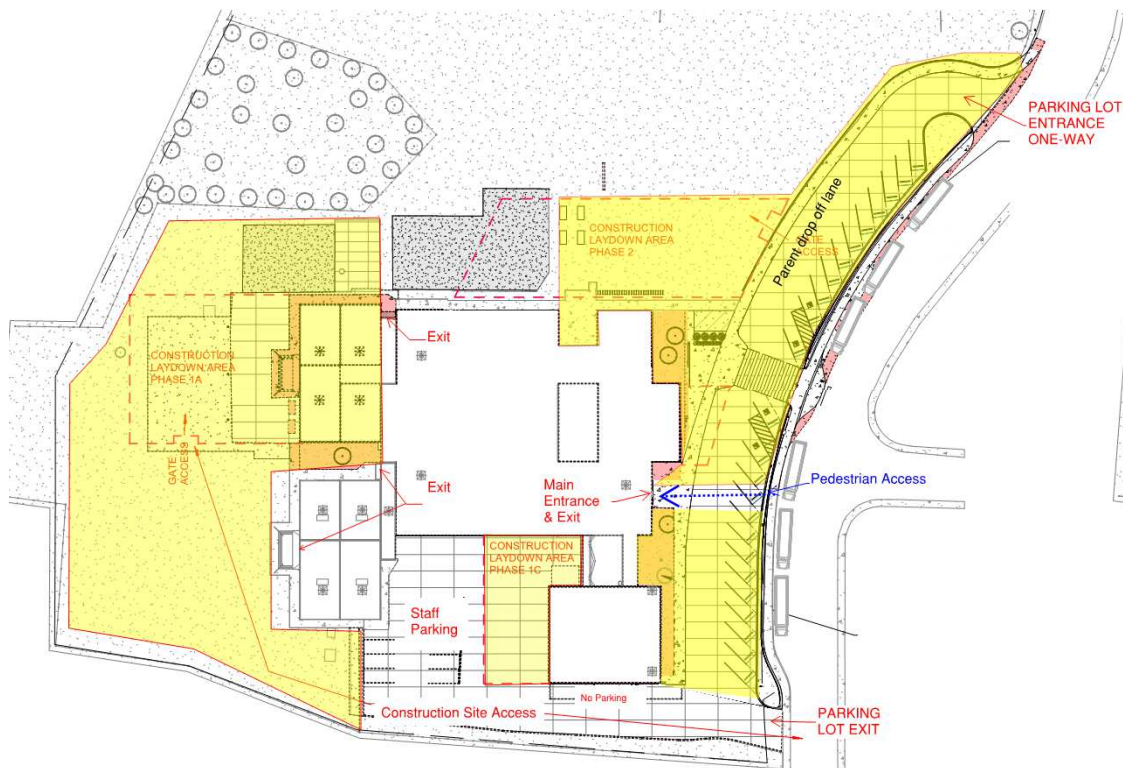 PARKING LOT
ENTRANCE
ONE-WAY
Parent drop off lane
CONSTRUCTION
LAYDOWN AREA
PHASE 2
GATE
ACCESS
Exit
CONSTRUCTION
LAYDOWN AREA
PHASE 1A
GATE
ACCESS
Exit
Main
Entrance
& Exit
Pedestrian Access
CONSTRUCTION
LAYDOWN AREA
PHASE 1C
Staff
Parking
No Parking
Construction Site Access
PARKING
LOT EXIT